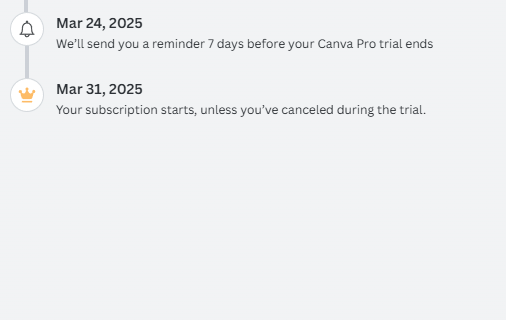 Mar 24, 2025
We’ll send you a reminder 7 days before your Canva Pro trial ends
Mar 31, 2025
Your subscription starts, unless you’ve canceled during the trial.